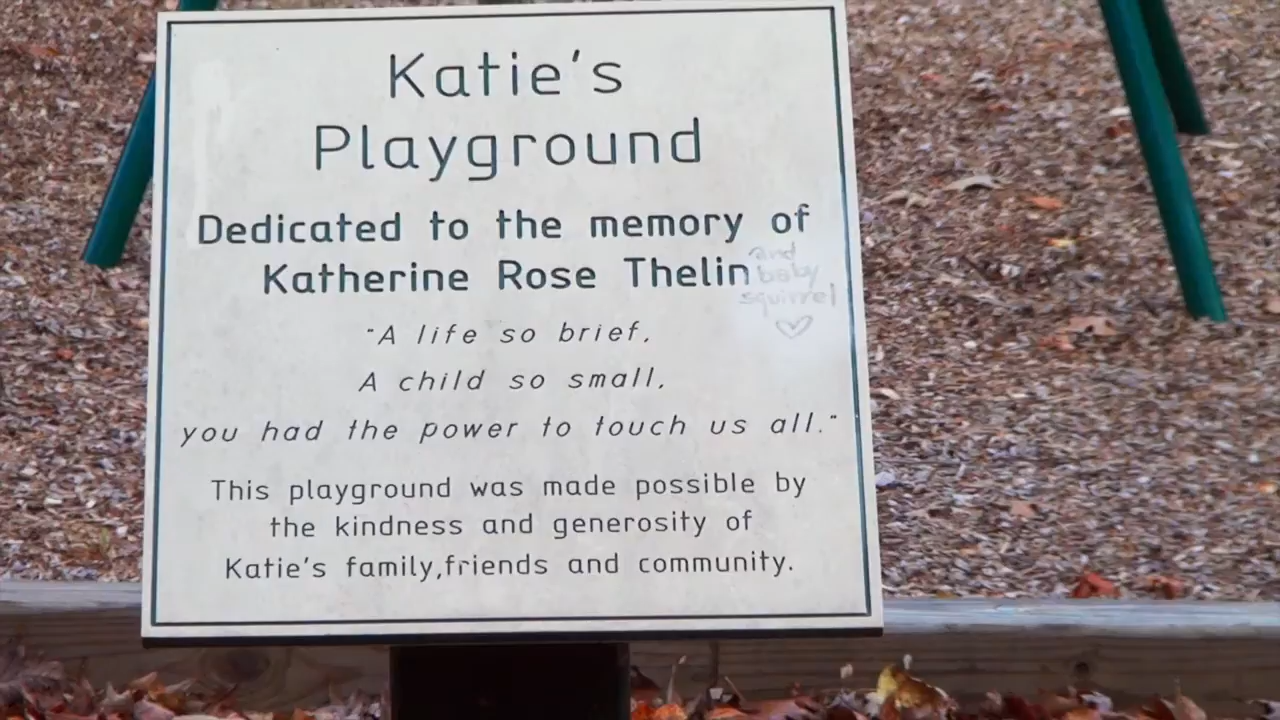 Katie's
Playground
Dedicated to the memory of
Katherine Rose Thelin
and
baby
squirrel
"A life so brief,
A child so small,
you had the power to touch us all."
This playground was made possible by
the kindness and generosity of
Katie's family,friends and community.